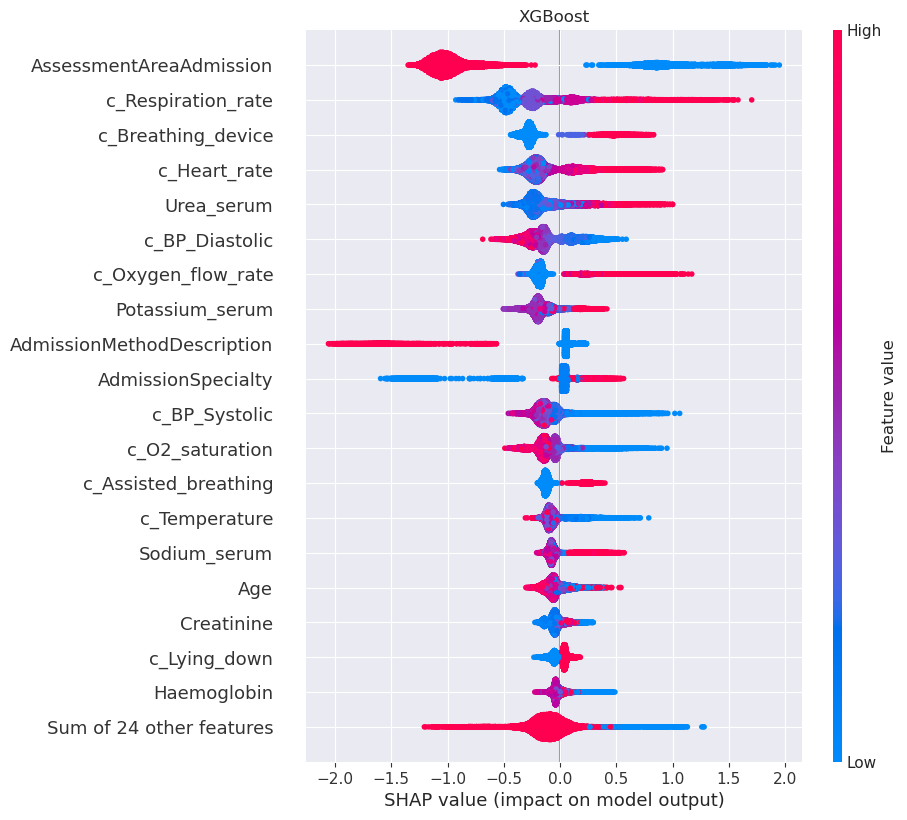 XGBoost
High
AssessmentAreaAdmission
c_Respiration_rate
c_Breathing_device
c_Heart_rate
Urea_serum
c_BP_Diastolic
c_Oxygen_flow_rate
Potassium_serum
AdmissionMethodDescription
AdmissionSpecialty
c_BP_Systolic
c_O2_saturation
c_Assisted_breathing
c_Temperature
Sodium_serum
Age
Creatinine
c_Lying_down
Haemoglobin
Sum of 24 other features
Feature value
Low
−2.0 −1.5 −1.0 −0.5 0.0 0.5 1.0 1.5 2.0
SHAP value (impact on model output)